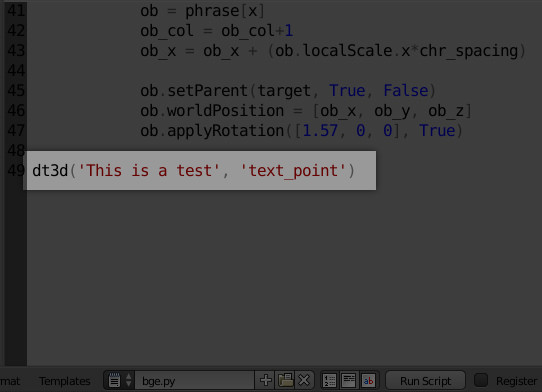 41 ob = phrase[x]
42 ob_col = ob_col+1
43 ob_x = ob_x + (ob.localScale.x*chr_spacing)
44
45 ob.setParent(target, True, False)
46 ob.worldPosition = [ob_x, ob_y, ob_z]
47 ob.applyRotation([1.57, 0, 0], True)
48
49 dt3d('This is a test', 'text_point')
rmat Templates bge.py ab Run Script Register